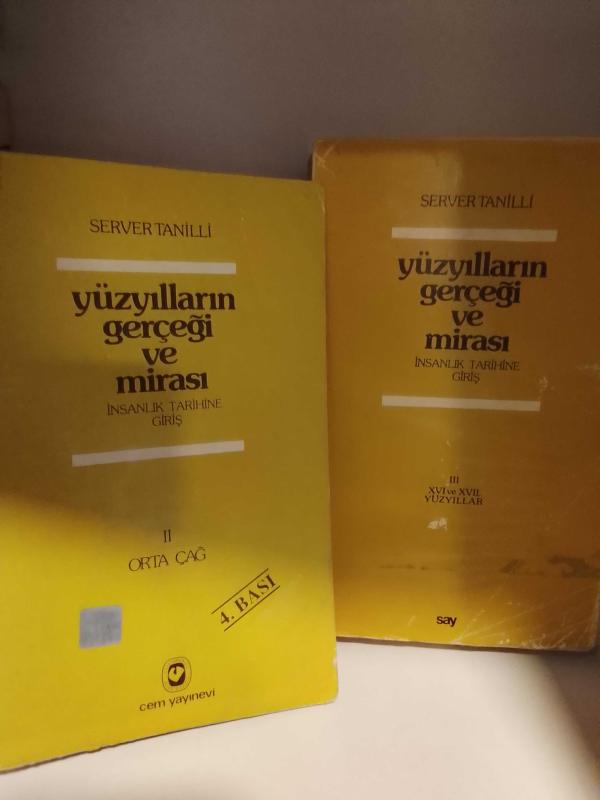 SERVER TANİLLİ
yüzyılların
gerçeği
ve
mirası
İNSANLIK TARİHİNE
GİRİŞ
II
ORTA ÇAĞ
4. BASI
cem yayınevi
SERVER TANİLLİ
yüzyılların
gerçeği
ve
mirası
İNSANLIK TARİHİNE
GİRİŞ
III
XVI ve XVII.
YÜZYILLAR
say